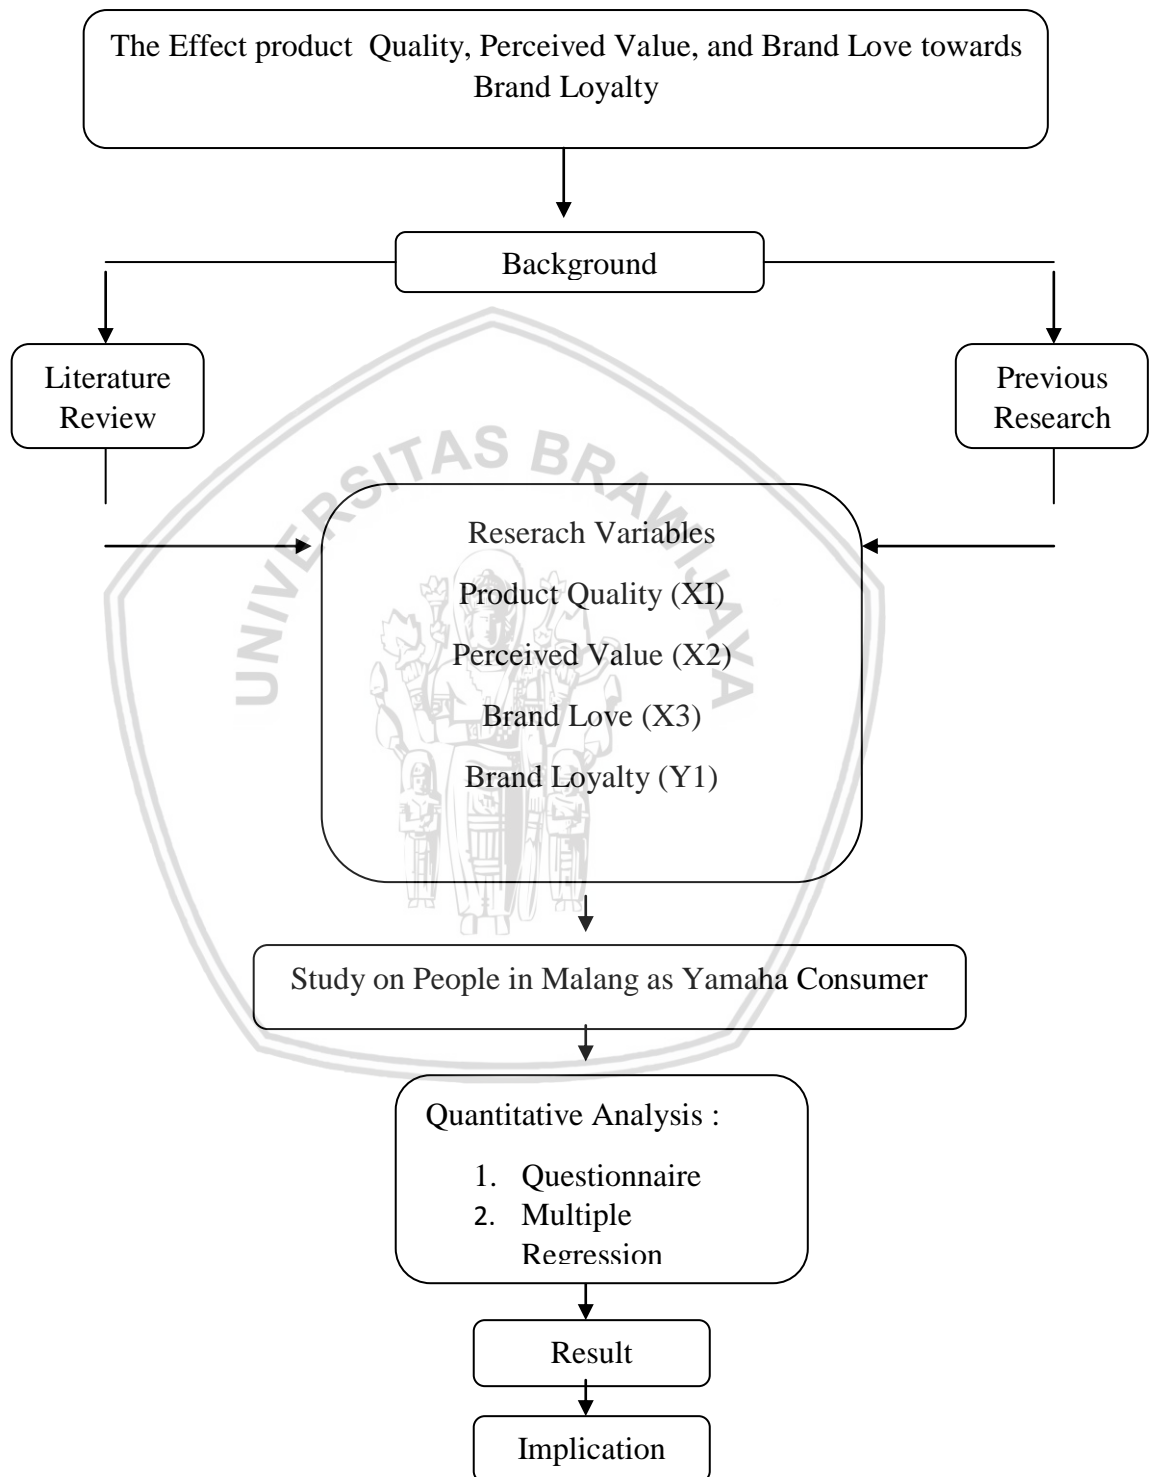 The Effect product  Quality, Perceived Value, and Brand Love towards
Brand Loyalty
Background
Literature
Review
Previous
Research
UNIVERSITAS BRAWIJAYA
Reserach Variables
Product Quality (XI)
Perceived Value (X2)
Brand Love (X3)
Brand Loyalty (Y1)
Study on People in Malang as Yamaha Consumer
Quantitative Analysis :
1. Questionnaire
2. Multiple
Regression
Result
Implication